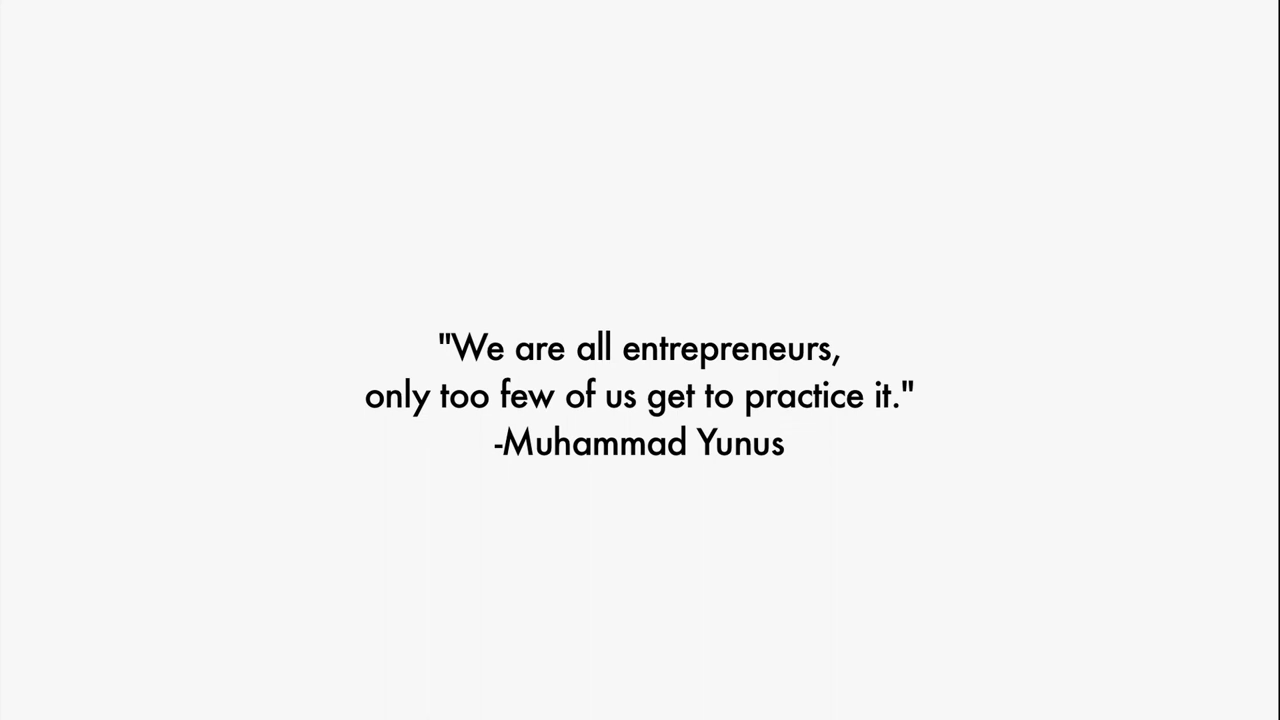 "We are all entrepreneurs,
only too few of us get to practice it."
-Muhammad Yunus